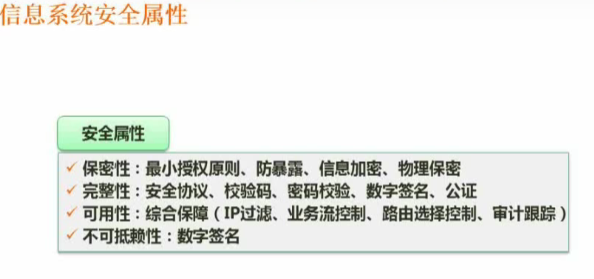 信息系统安全属性
安全属性
✓ 保密性：最小授权原则、防暴露、信息加密、物理保密
✓ 完整性：安全协议、校验码、密码校验、数字签名、公证
✓ 可用性：综合保障（IP过滤、业务流控制、路由选择控制、审计跟踪）
✓ 不可抵赖性：数字签名